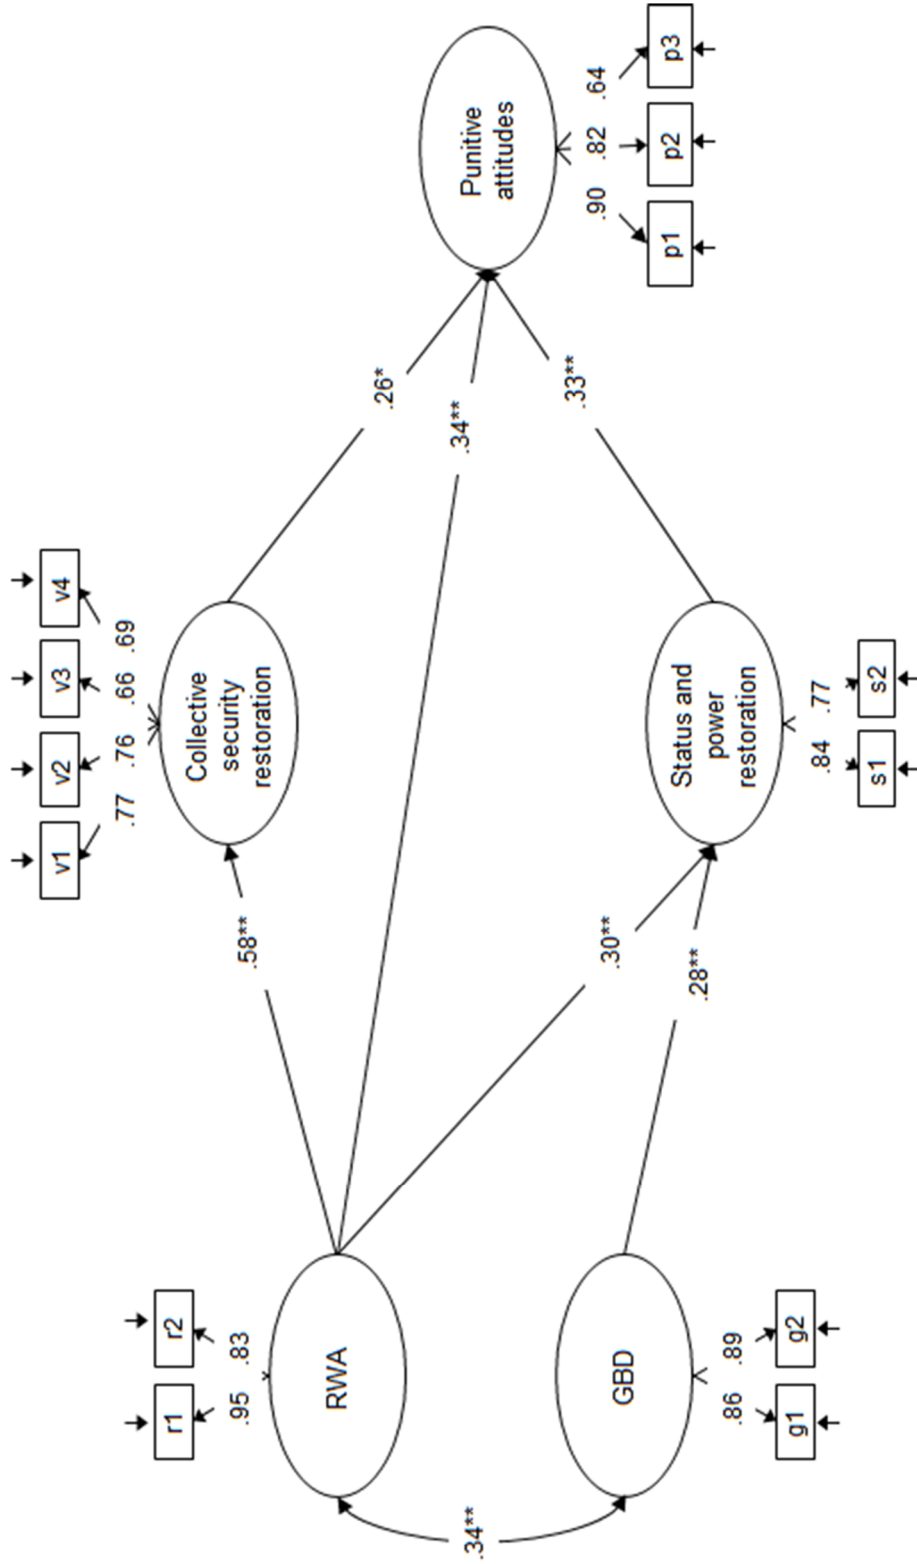 r1
r2
.95
.83
RWA
.34**
GBD
.86
.89
g1
g2
.58**
.34**
.30**
.28**
v1
v2
v3
v4
.77
.76
.66
.69
Collective
security
restoration
Status and
power
restoration
.84
.77
s1
s2
.26*
.34**
.33**
Punitive
attitudes
.90
.82
.64
p1
p2
p3